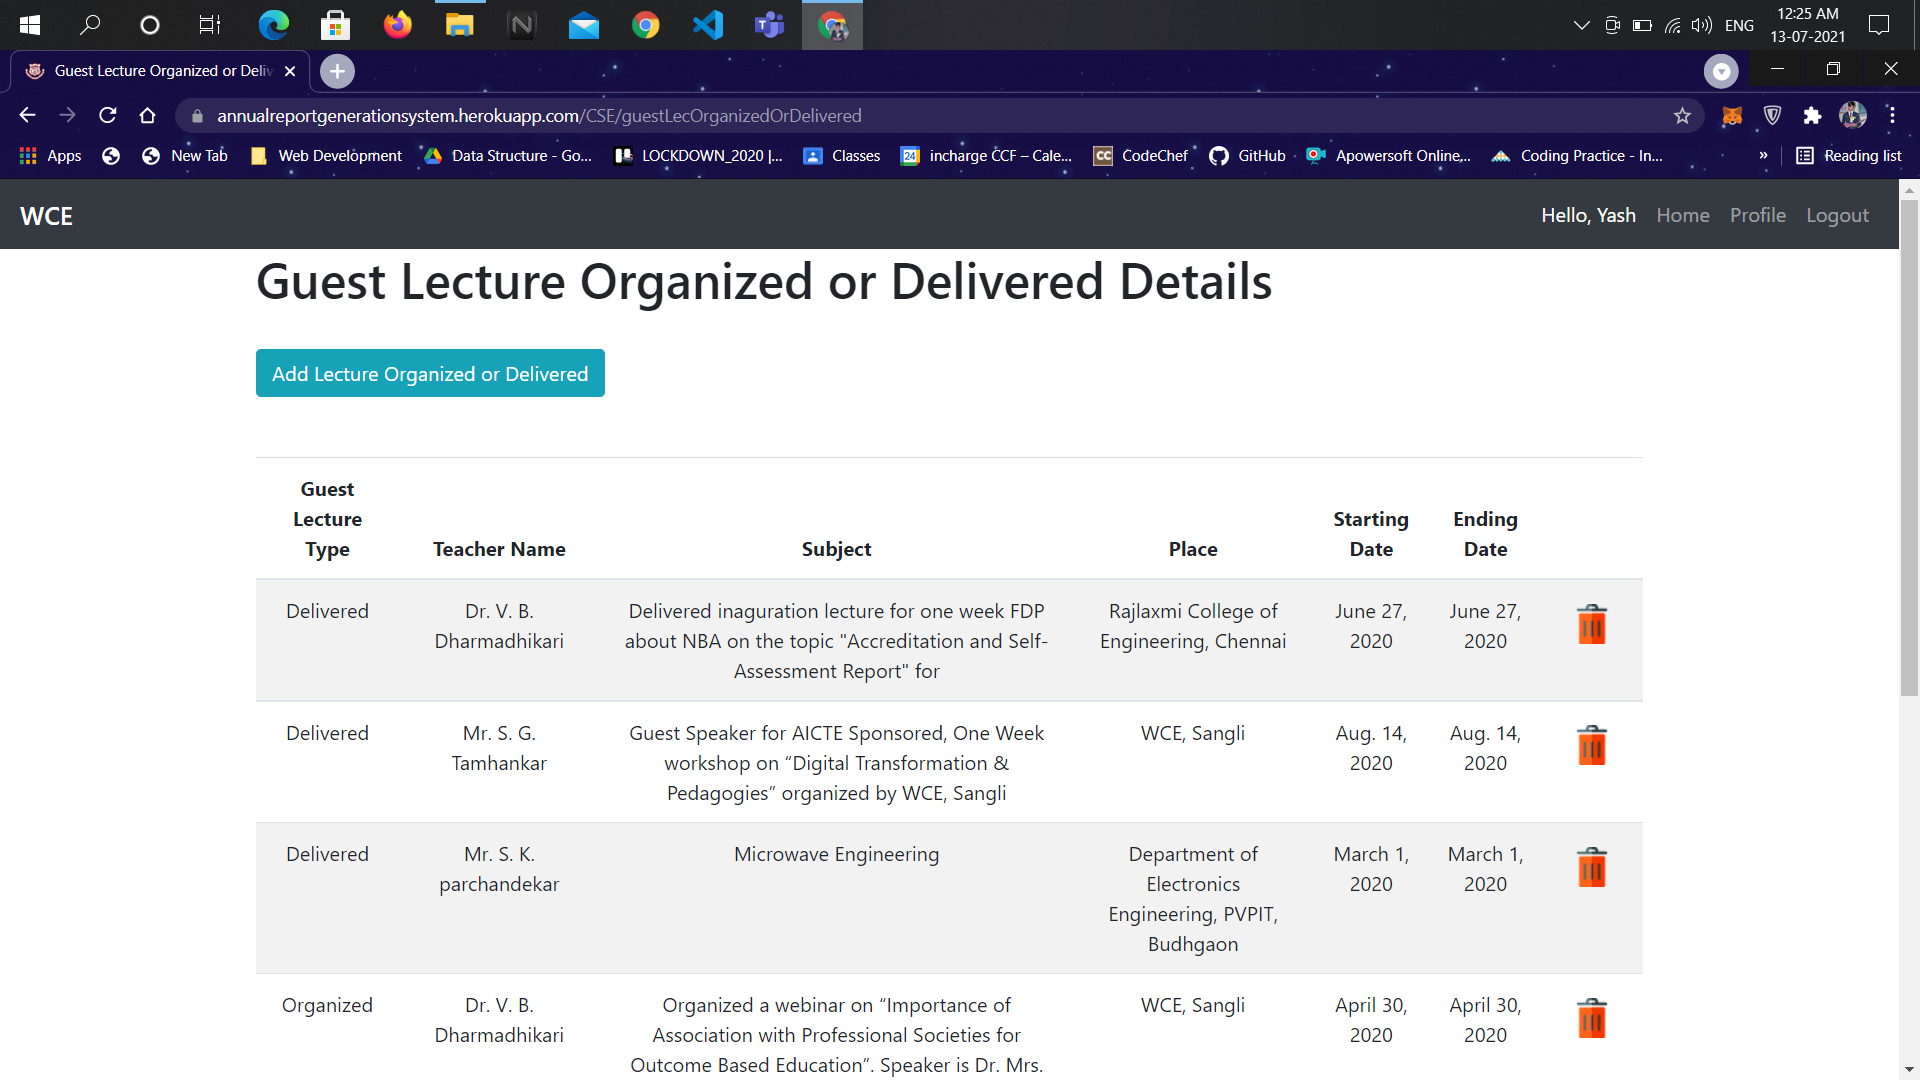 ENG
12:25 AM
13-07-2021
Guest Lecture Organized or Deliv
annualreportgenerationsystem.herokuapp.com/CSE/guestLecOrganizedOrDelivered
Apps New Tab Web Development Data Structure - Go... LOCKDOWN_2020 |... Classes 24 incharge CCF – Cale... CC CodeChef GitHub Apowersoft Online,... Coding Practice - In... » Reading list
WCE Hello, Yash Home Profile Logout
Guest Lecture Organized or Delivered Details
Add Lecture Organized or Delivered
Guest
Lecture Starting Ending
Type Teacher Name Subject Place Date Date
Delivered Dr. V. B. Delivered inaguration lecture for one week FDP Rajlaxmi College of June 27, June 27,
Dharmadhikari about NBA on the topic "Accreditation and Self- Engineering, Chennai 2020 2020
Assessment Report" for
Delivered Mr. S. G. Guest Speaker for AICTE Sponsored, One Week WCE, Sangli Aug. 14, Aug. 14,
Tamhankar workshop on “Digital Transformation & 2020 2020
Pedagogies” organized by WCE, Sangli
Delivered Mr. S. K. Microwave Engineering Department of March 1, March 1,
parchandekar Electronics 2020 2020
Engineering, PVPIT,
Budhgaon
Organized Dr. V. B. Organized a webinar on “Importance of WCE, Sangli April 30, April 30,
Dharmadhikari Association with Professional Societies for 2020 2020
Outcome Based Education”. Speaker is Dr. Mrs.